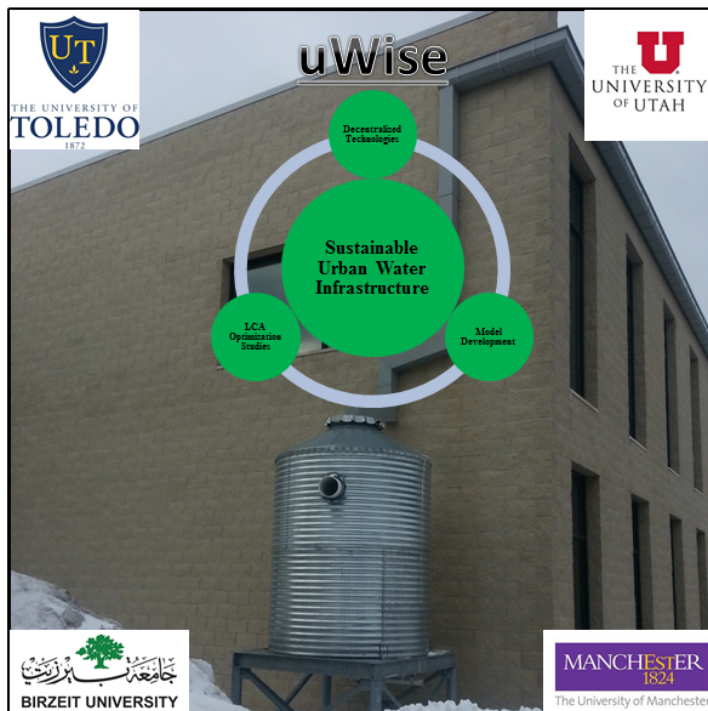 UT
THE UNIVERSITY OF
TOLEDO
1872
uWise
U
THE
UNIVERSITY
OF UTAH
Decentralized
Technologies
Sustainable
Urban Water
Infrastructure
LCA
Optimization
Studies
Model
Development
جامعة بيرزيت
BIRZEIT UNIVERSITY
MANCHESTER
1824
The University of Manchester